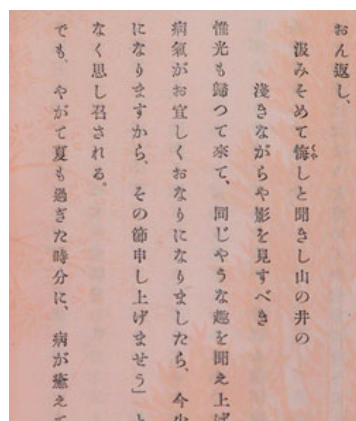 おん返し、
汲みそめて悔しと聞きし山の井の
くや
淺きながらや影を見すべき
惟光も歸つて來て、同じやうな趣を聞え上げ
病氣がお宜しくおなりになりましたら、今少
になりますから、その節申し上げませう」と
なく思し召される。
でも、やがて夏も過ぎた時分に、病が癒えて